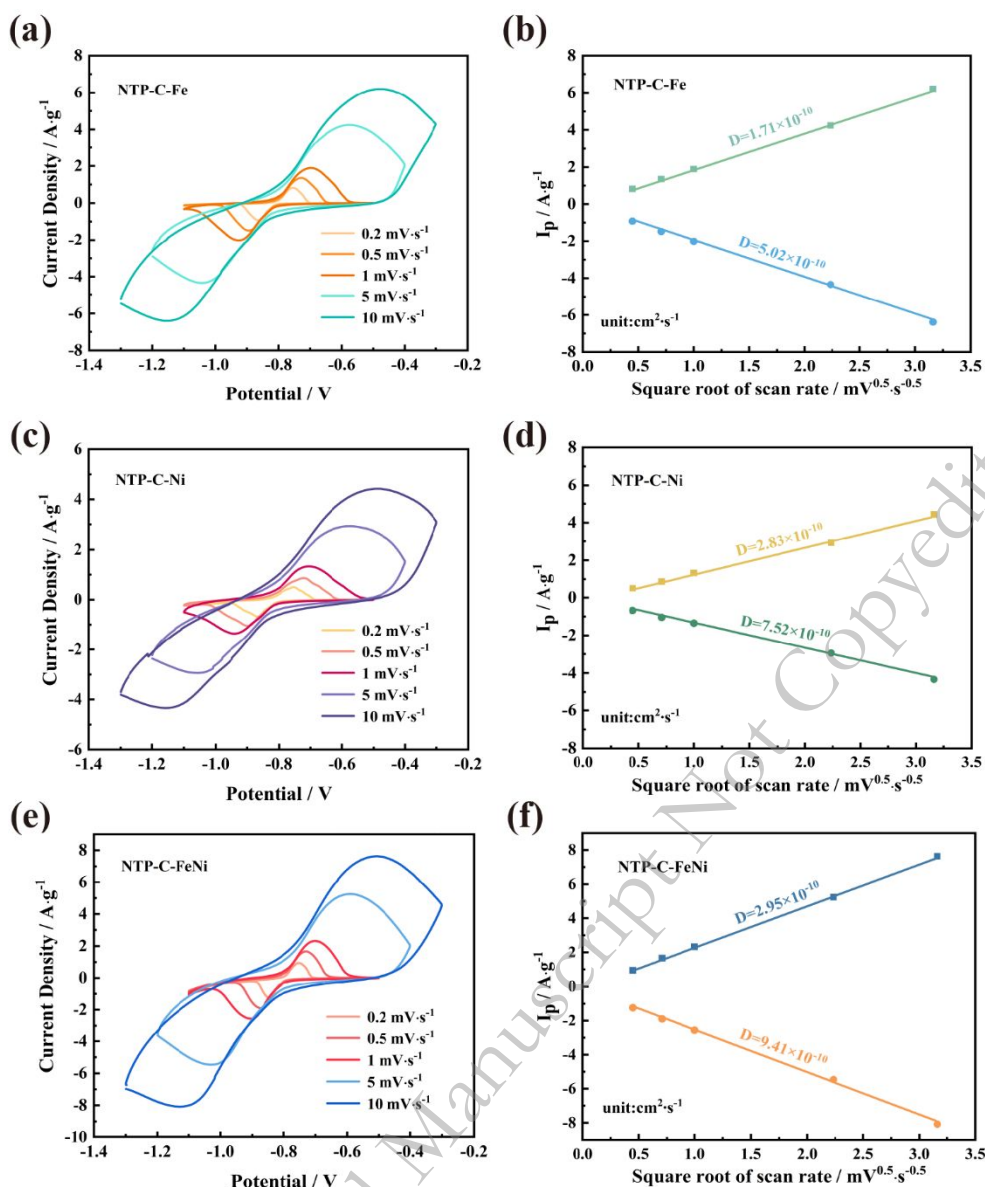 (a)
NTP-C-Fe
Current Density / A·g⁻¹
8
6
4
2
0
-2
-4
-6
-8
0.2 mV·s⁻¹
0.5 mV·s⁻¹
1 mV·s⁻¹
5 mV·s⁻¹
10 mV·s⁻¹
-1.4 -1.2 -1.0 -0.8 -0.6 -0.4 -0.2
Potential / V
(b)
NTP-C-Fe
Iₚ / A·g⁻¹
8
6
4
2
0
-2
-4
-6
-8
D=1.71×10⁻¹⁰
D=5.02×10⁻¹⁰
unit:cm²·s⁻¹
0.0 0.5 1.0 1.5 2.0 2.5 3.0 3.5
Square root of scan rate / mV⁰·⁵·s⁻⁰·⁵
(c)
NTP-C-Ni
Current Density / A·g⁻¹
6
4
2
0
-2
-4
-6
0.2 mV·s⁻¹
0.5 mV·s⁻¹
1 mV·s⁻¹
5 mV·s⁻¹
10 mV·s⁻¹
-1.4 -1.2 -1.0 -0.8 -0.6 -0.4 -0.2
Potential / V
(d)
NTP-C-Ni
Iₚ / A·g⁻¹
8
6
4
2
0
-2
-4
-6
-8
D=2.83×10⁻¹⁰
D=7.52×10⁻¹⁰
unit:cm²·s⁻¹
0.0 0.5 1.0 1.5 2.0 2.5 3.0 3.5
Square root of scan rate / mV⁰·⁵·s⁻⁰·⁵
(e)
NTP-C-FeNi
Current Density / A·g⁻¹
8
6
4
2
0
-2
-4
-6
-8
-10
0.2 mV·s⁻¹
0.5 mV·s⁻¹
1 mV·s⁻¹
5 mV·s⁻¹
10 mV·s⁻¹
-1.4 -1.2 -1.0 -0.8 -0.6 -0.4 -0.2
Potential / V
(f)
NTP-C-FeNi
Iₚ / A·g⁻¹
8
6
4
2
0
-2
-4
-6
-8
D=2.95×10⁻¹⁰
D=9.41×10⁻¹⁰
unit:cm²·s⁻¹
0.0 0.5 1.0 1.5 2.0 2.5 3.0 3.5
Square root of scan rate / mV⁰·⁵·s⁻⁰·⁵
Manuscript Not Copyedit